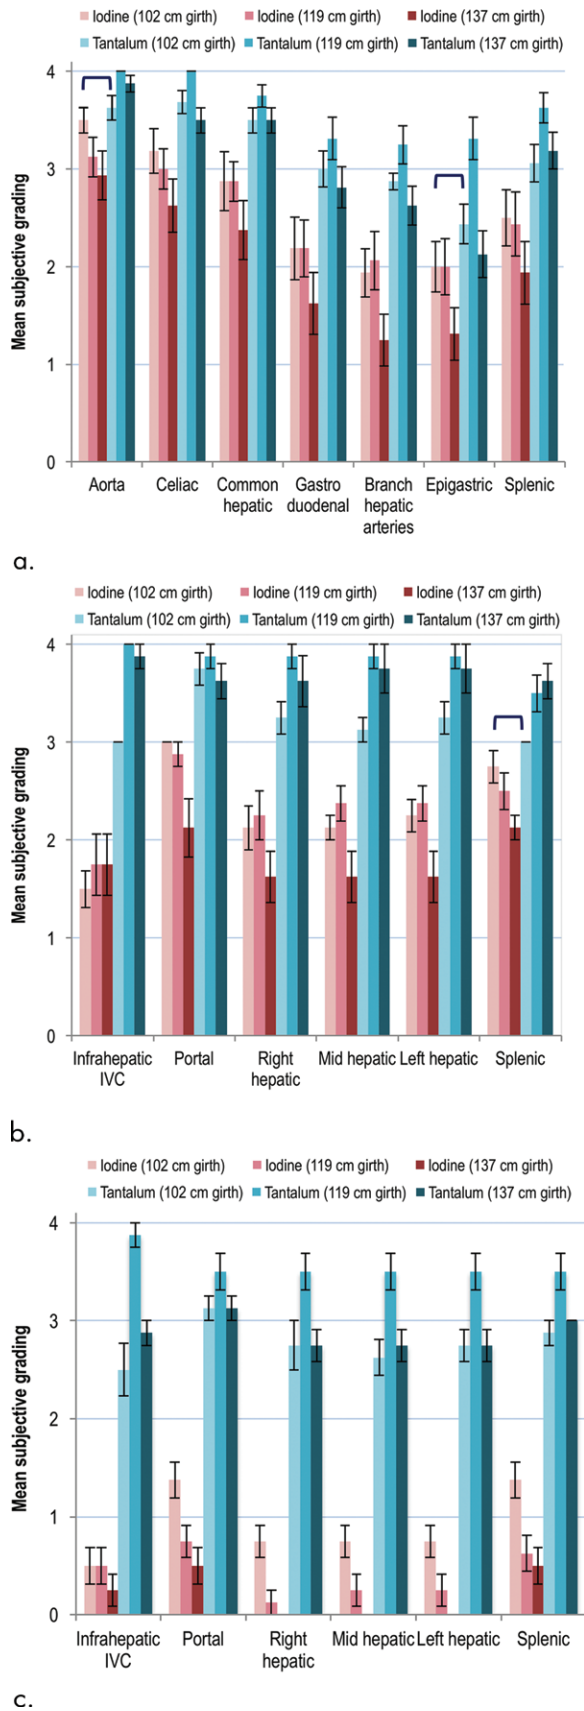 Iodine (102 cm girth) Iodine (119 cm girth) Iodine (137 cm girth)
Tantalum (102 cm girth) Tantalum (119 cm girth) Tantalum (137 cm girth)
Mean subjective grading
4
3
2
1
0
Aorta Celiac Common hepatic Gastro duodenal Branch hepatic arteries Epigastric Splenic
a.
Iodine (102 cm girth) Iodine (119 cm girth) Iodine (137 cm girth)
Tantalum (102 cm girth) Tantalum (119 cm girth) Tantalum (137 cm girth)
Mean subjective grading
4
3
2
1
0
Infrahepatic IVC Portal Right hepatic Mid hepatic Left hepatic Splenic
b.
Iodine (102 cm girth) Iodine (119 cm girth) Iodine (137 cm girth)
Tantalum (102 cm girth) Tantalum (119 cm girth) Tantalum (137 cm girth)
Mean subjective grading
4
3
2
1
0
Infrahepatic IVC Portal Right hepatic Mid hepatic Left hepatic Splenic
c.